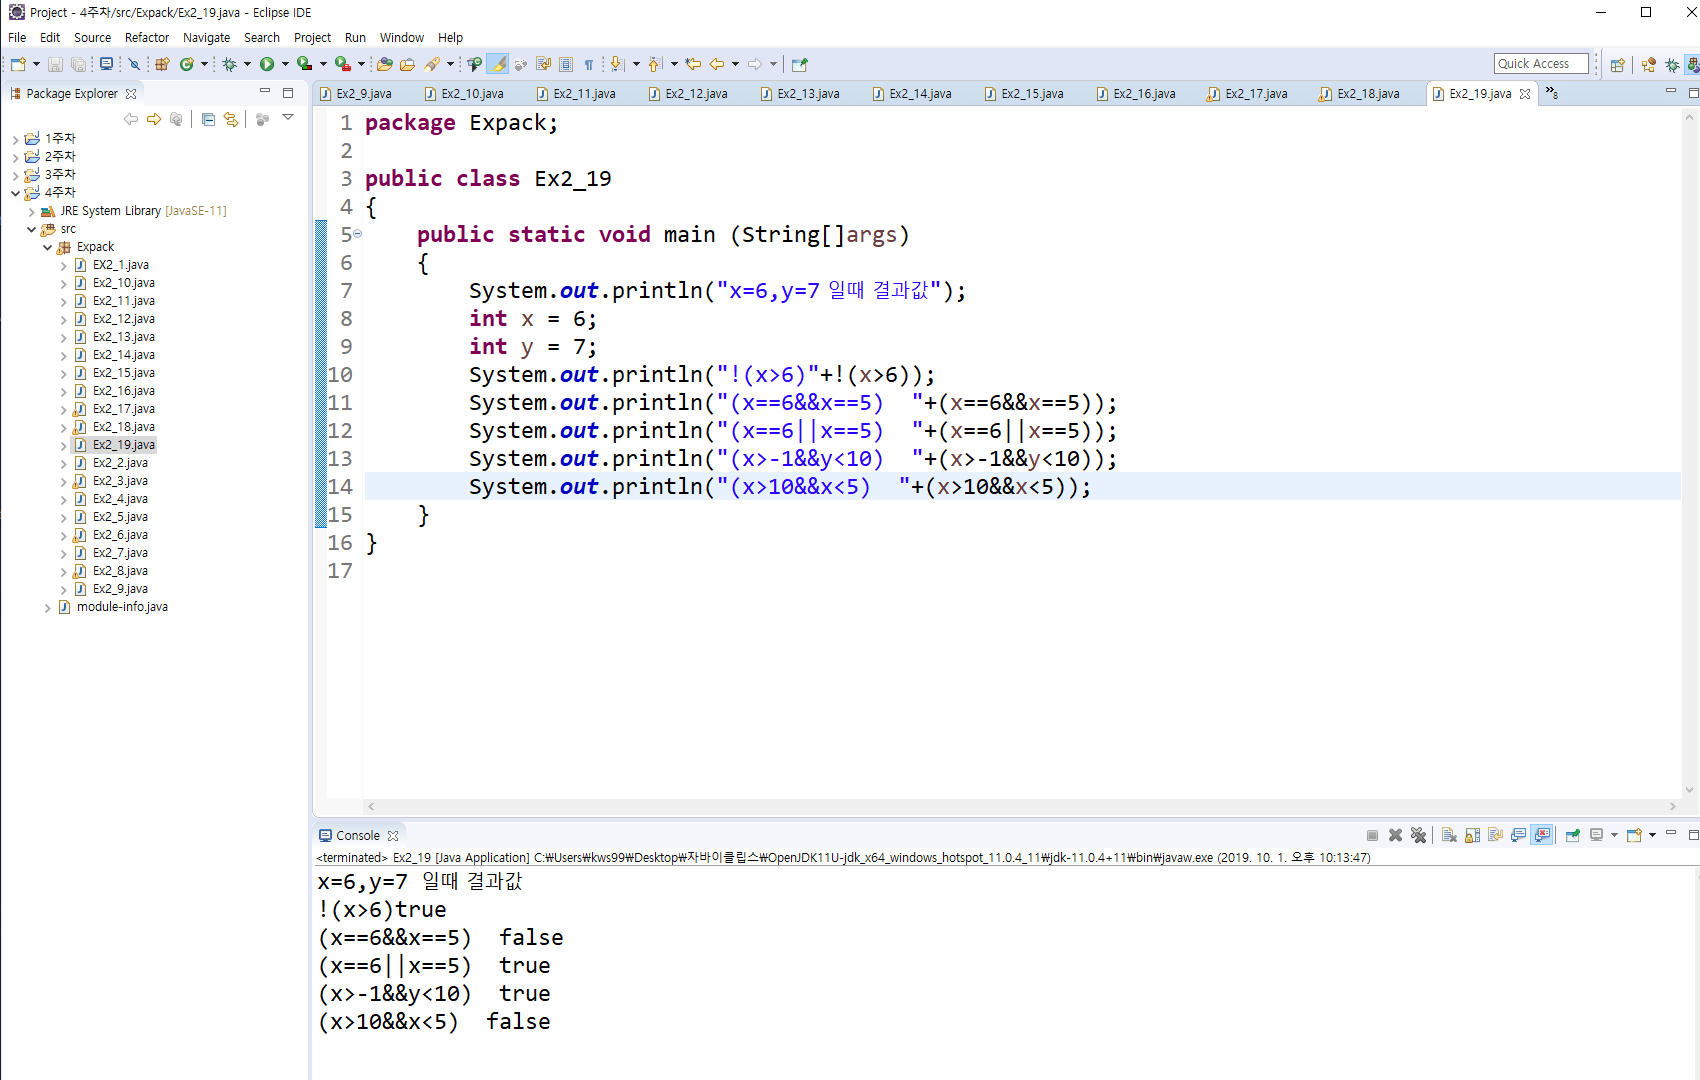 Project - 4주차/src/Expack/Ex2_19.java - Eclipse IDE
File Edit Source Refactor Navigate Search Project Run Window Help
Quick Access
Package Explorer
Ex2_9.java Ex2_10.java Ex2_11.java Ex2_12.java Ex2_13.java Ex2_14.java Ex2_15.java Ex2_16.java Ex2_17.java Ex2_18.java Ex2_19.java »8
1주차
2주차
3주차
4주차
JRE System Library [JavaSE-11]
src
Expack
EX2_1.java
Ex2_10.java
Ex2_11.java
Ex2_12.java
Ex2_13.java
Ex2_14.java
Ex2_15.java
Ex2_16.java
Ex2_17.java
Ex2_18.java
Ex2_19.java
Ex2_2.java
Ex2_3.java
Ex2_4.java
Ex2_5.java
Ex2_6.java
Ex2_7.java
Ex2_8.java
Ex2_9.java
module-info.java
1 package Expack;
2
3 public class Ex2_19
4 {
5 public static void main (String[]args)
6 {
7 System.out.println("x=6,y=7 일때 결과값");
8 int x = 6;
9 int y = 7;
10 System.out.println("!(x>6)"+!(x>6));
11 System.out.println("(x==6&&x==5)  "+(x==6&&x==5));
12 System.out.println("(x==6||x==5)  "+(x==6||x==5));
13 System.out.println("(x>-1&&y<10)  "+(x>-1&&y<10));
14 System.out.println("(x>10&&x<5)  "+(x>10&&x<5));
15 }
16 }
17
Console
<terminated> Ex2_19 [Java Application] C:₩Users₩kws99₩Desktop₩자바이클립스₩OpenJDK11U-jdk_x64_windows_hotspot_11.0.4_11₩jdk-11.0.4+11₩bin₩javaw.exe (2019. 10. 1. 오후 10:13:47)
x=6,y=7 일때 결과값
!(x>6)true
(x==6&&x==5)  false
(x==6||x==5)  true
(x>-1&&y<10)  true
(x>10&&x<5)  false